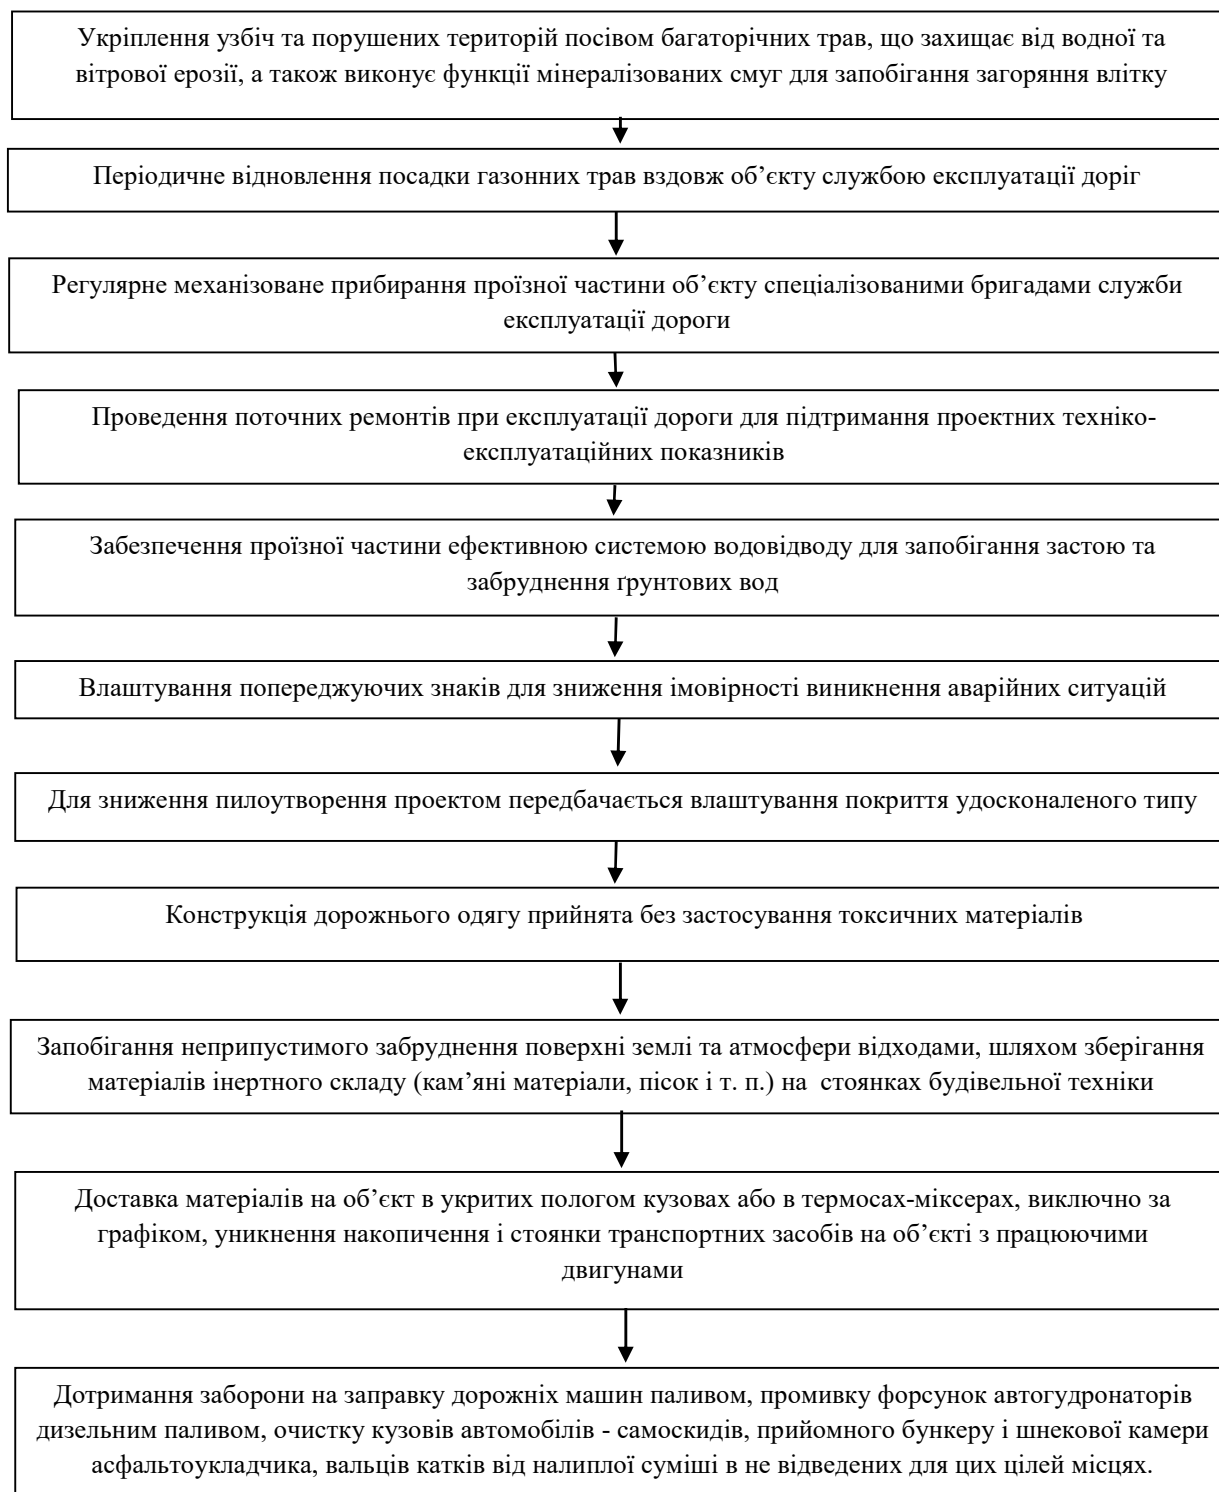 Укріплення узбіч та порушених територій посівом багаторічних трав, що захищає від водної та
вітрової ерозії, а також виконує функції мінералізованих смуг для запобігання загоряння влітку
Періодичне відновлення посадки газонних трав вздовж об’єкту службою експлуатації доріг
Регулярне механізоване прибирання проїзної частини об’єкту спеціалізованими бригадами служби
експлуатації дороги
Проведення поточних ремонтів при експлуатації дороги для підтримання проектних техніко-
експлуатаційних показників
Забезпечення проїзної частини ефективною системою водовідводу для запобігання застою та
забруднення ґрунтових вод
Влаштування попереджуючих знаків для зниження імовірності виникнення аварійних ситуацій
Для зниження пилоутворення проектом передбачається влаштування покриття удосконаленого типу
Конструкція дорожнього одягу прийнята без застосування токсичних матеріалів
Запобігання неприпустимого забруднення поверхні землі та атмосфери відходами, шляхом зберігання
матеріалів інертного складу (кам’яні матеріали, пісок і т. п.) на  стоянках будівельної техніки
Доставка матеріалів на об’єкт в укритих пологом кузовах або в термосах-міксерах, виключно за
графіком, уникнення накопичення і стоянки транспортних засобів на об’єкті з працюючими
двигунами
Дотримання заборони на заправку дорожніх машин паливом, промивку форсунок автогудронаторів
дизельним паливом, очистку кузовів автомобілів - самоскидів, прийомного бункеру і шнекової камери
асфальтоукладчика, вальців катків від налиплої суміші в не відведених для цих цілей місцях.